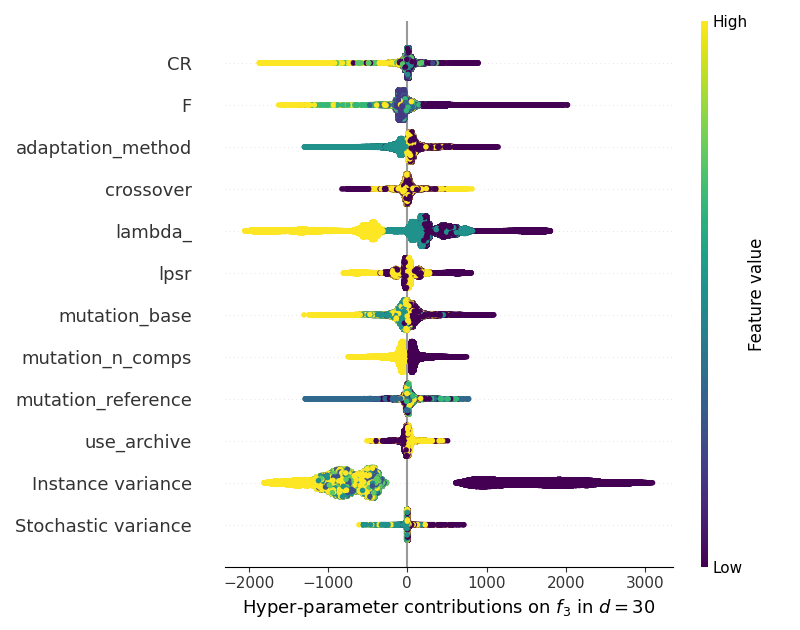 High
CR
F
adaptation_method
crossover
lambda_
lpsr
mutation_base
mutation_n_comps
mutation_reference
use_archive
Instance variance
Stochastic variance
Feature value
Low
−2000 −1000 0 1000 2000 3000
Hyper-parameter contributions on f₃ in d = 30